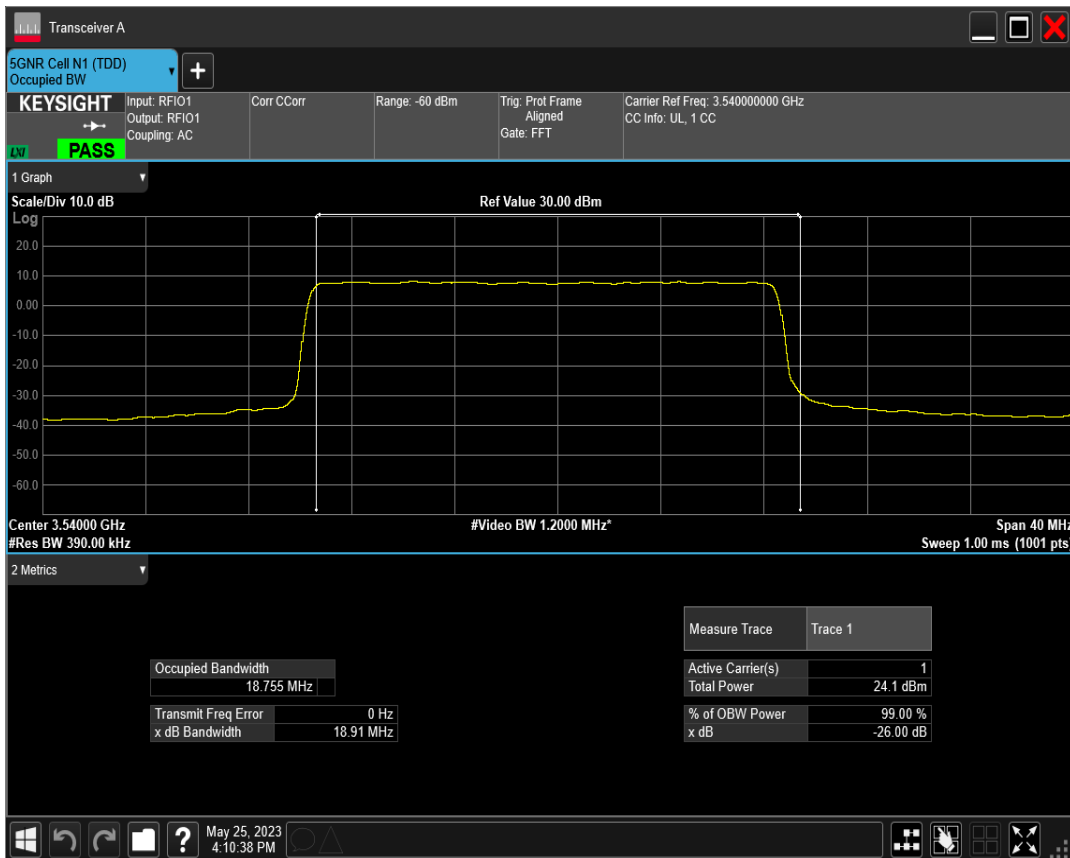 Transceiver A
5GNR Cell N1 (TDD)
Occupied BW
+
KEYSIGHT
LXI
PASS
Input: RFIO1
Output: RFIO1
Coupling: AC
Corr CCorr
Range: -60 dBm
Trig: Prot Frame
Aligned
Gate: FFT
Carrier Ref Freq: 3.540000000 GHz
CC Info: UL, 1 CC
1 Graph
Scale/Div 10.0 dB
Ref Value 30.00 dBm
Log
20.0
10.0
0.00
-10.0
-20.0
-30.0
-40.0
-50.0
-60.0
Center 3.54000 GHz
#Video BW 1.2000 MHz*
Span 40 MHz
#Res BW 390.00 kHz
Sweep 1.00 ms (1001 pts)
2 Metrics
Measure Trace Trace 1
Occupied Bandwidth
18.755 MHz
Active Carrier(s) 1
Total Power 24.1 dBm
Transmit Freq Error 0 Hz
x dB Bandwidth 18.91 MHz
% of OBW Power 99.00 %
x dB -26.00 dB
?
May 25, 2023
4:10:38 PM